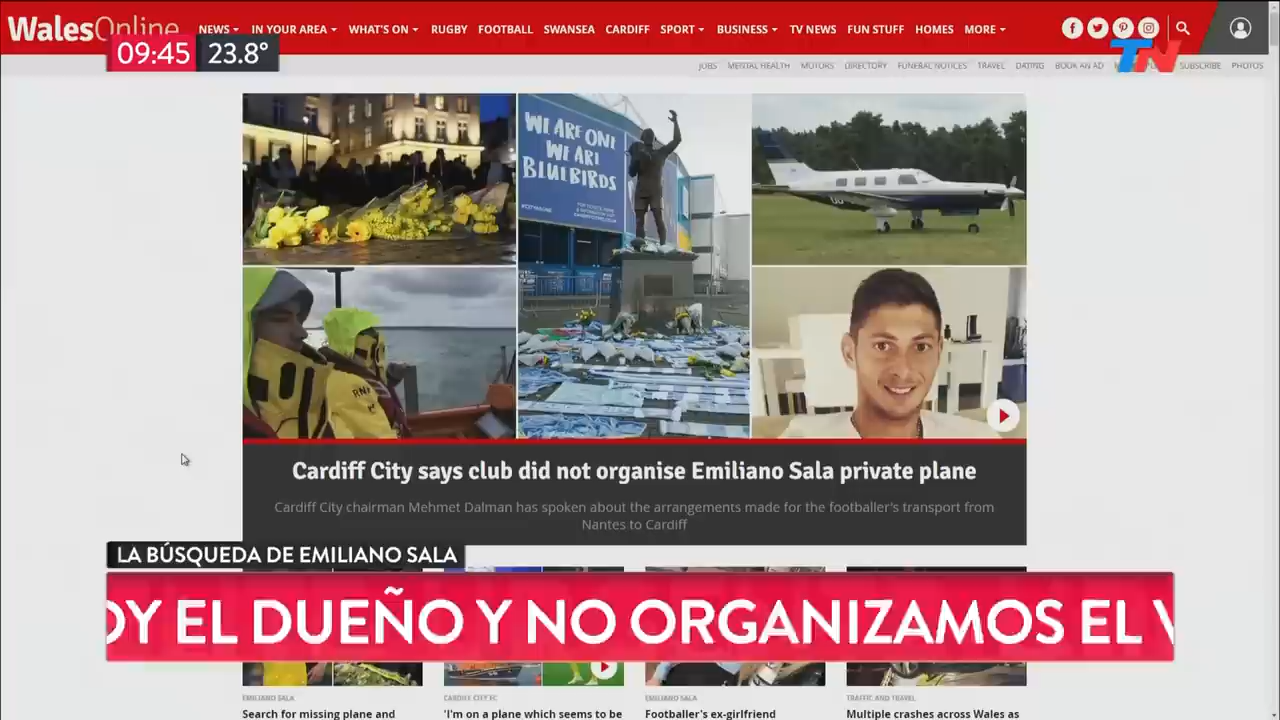 WalesOnline
NEWS IN YOUR AREA WHAT'S ON RUGBY FOOTBALL SWANSEA CARDIFF SPORT BUSINESS TV NEWS FUN STUFF HOMES MORE
09:45 23.8°
TN
JOBS MENTAL HEALTH MOTORS DIRECTORY FUNERAL NOTICES TRAVEL DATING BOOK AN AD SUBSCRIBE PHOTOS
WE ARE ONE
WE ARE
BLUEBIRDS
Cardiff City says club did not organise Emiliano Sala private plane
Cardiff City chairman Mehmet Dalman has spoken about the arrangements made for the footballer's transport from
Nantes to Cardiff
LA BÚSQUEDA DE EMILIANO SALA
OY EL DUEÑO Y NO ORGANIZAMOS EL
EMILIANO SALA
Search for missing plane and
CARDIFF CITY FC
'I'm on a plane which seems to be
EMILIANO SALA
Footballer's ex-girlfriend
TRAFFIC AND TRAVEL
Multiple crashes across Wales as